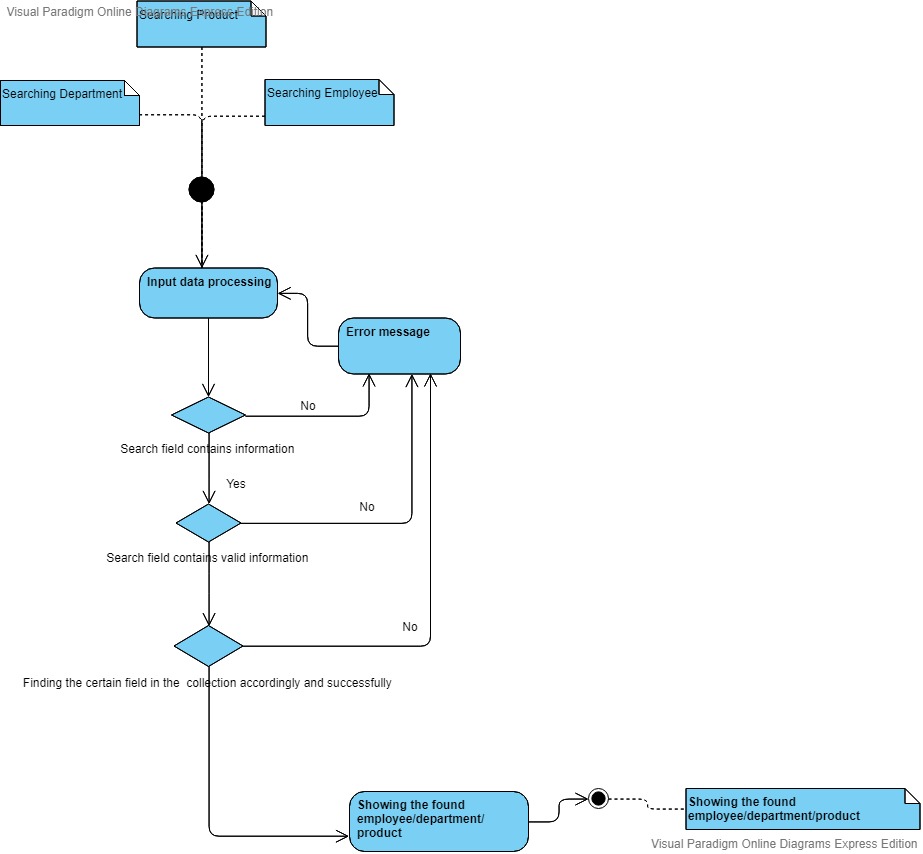 Visual Paradigm Online Diagrams Express Edition
Searching Product
Searching Department
Searching Employee
Input data processing
Error message
No
Search field contains information
Yes
No
Search field contains valid information
No
Finding the certain field in the  collection accordingly and successfully
Showing the found
employee/department/
product
Showing the found
employee/department/product
Visual Paradigm Online Diagrams Express Edition